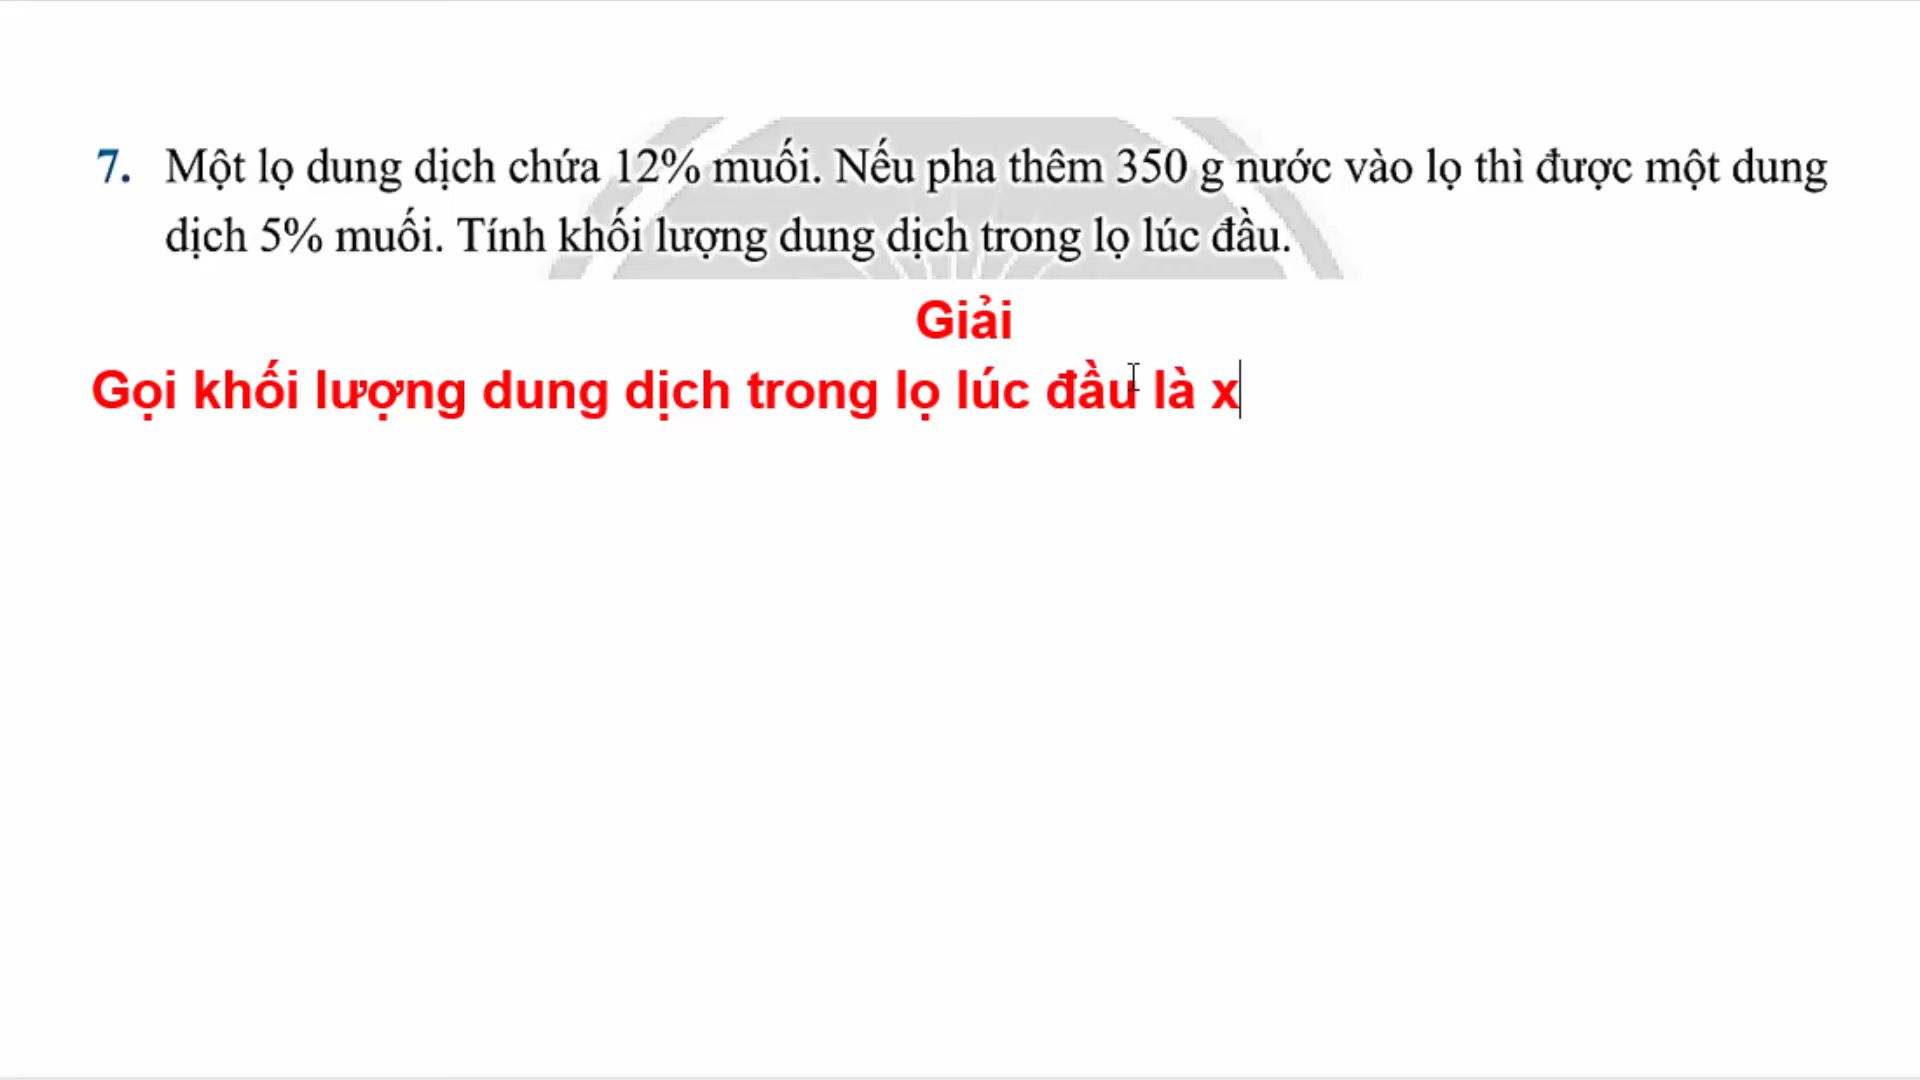 7. Một lọ dung dịch chứa 12% muối. Nếu pha thêm 350 g nước vào lọ thì được một dung
dịch 5% muối. Tính khối lượng dung dịch trong lọ lúc đầu.
Giải
Gọi khối lượng dung dịch trong lọ lúc đầu là x